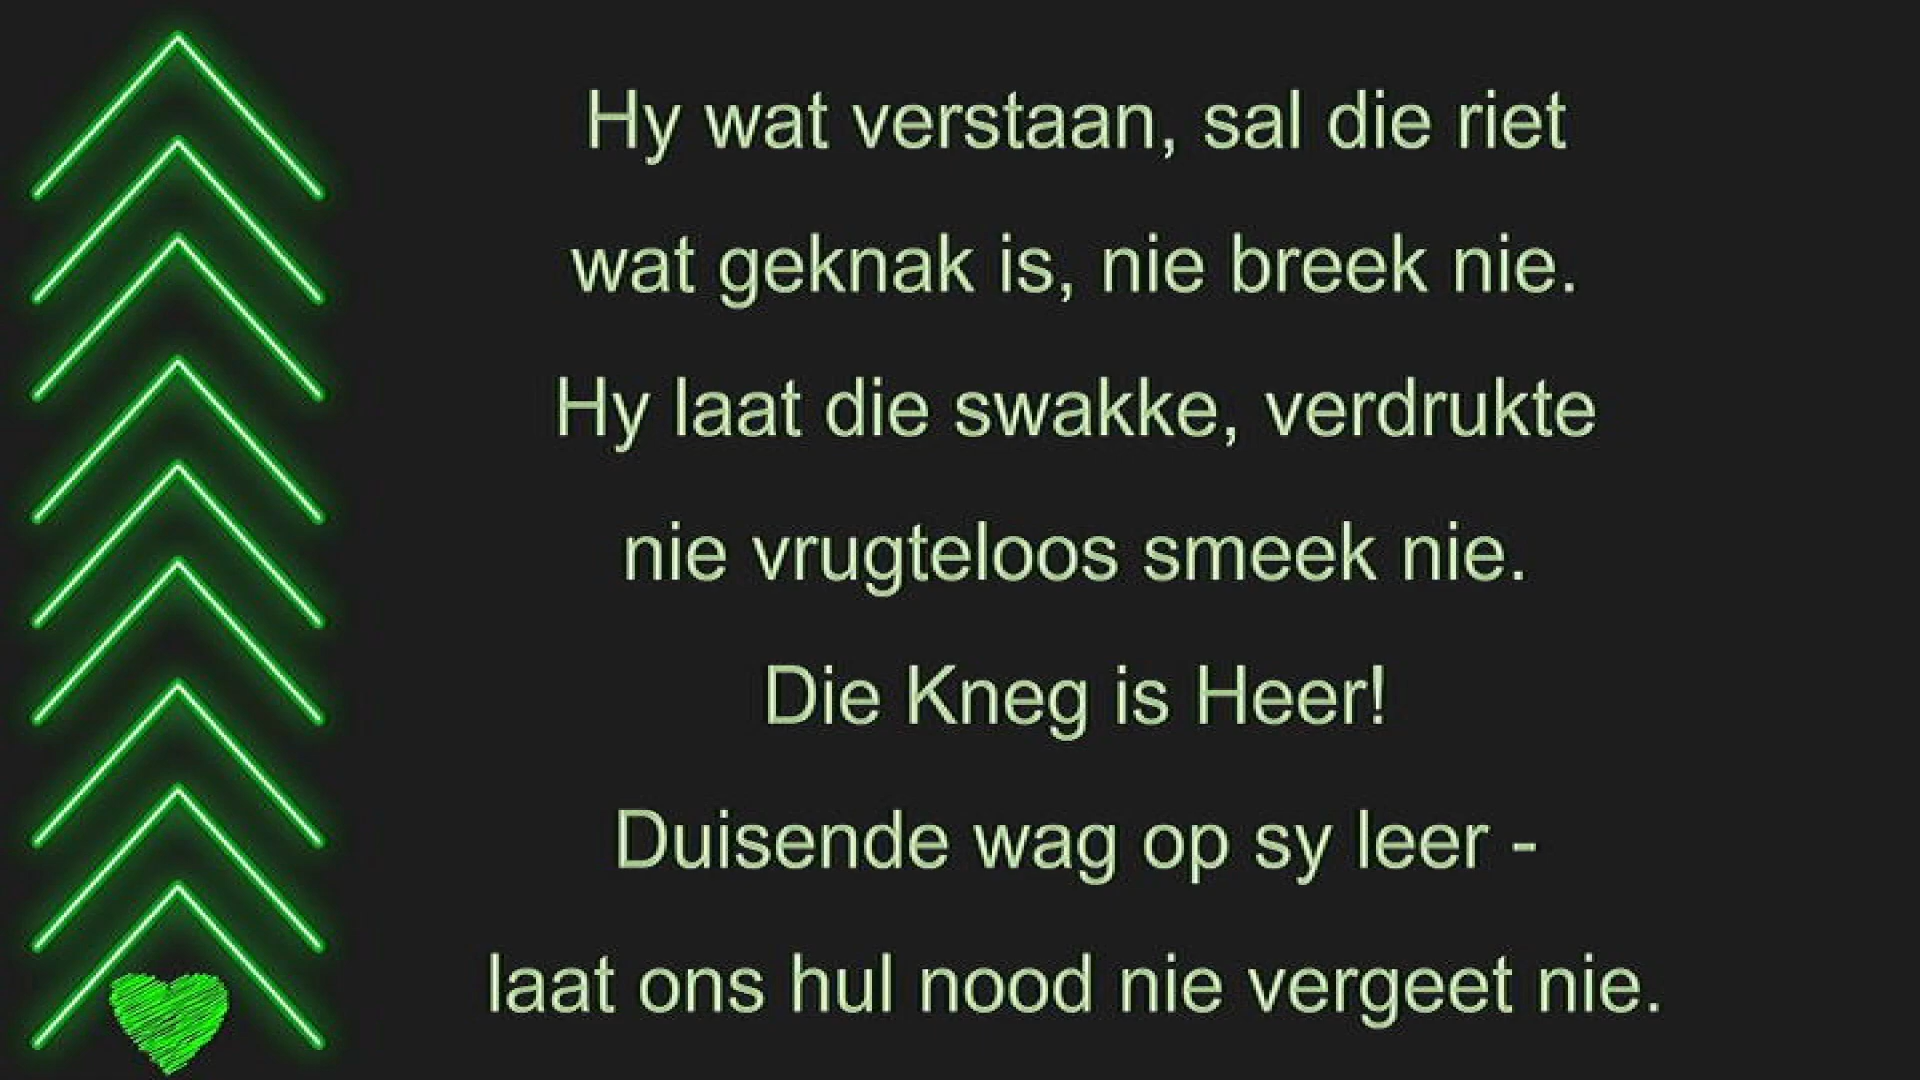 Hy wat verstaan, sal die riet
wat geknak is, nie breek nie.
Hy laat die swakke, verdrukte
nie vrugteloos smeek nie.
Die Kneg is Heer!
Duisende wag op sy leer -
laat ons hul nood nie vergeet nie.